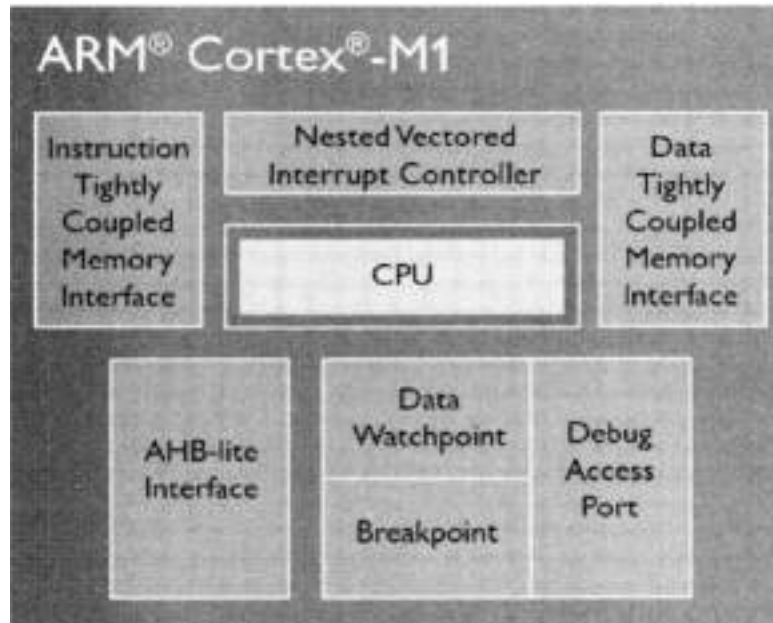 ARM® Cortex®-M1
Instruction
Tightly
Coupled
Memory
Interface
Nested Vectored
Interrupt Controller
CPU
Data
Tightly
Coupled
Memory
Interface
AHB-lite
Interface
Data
Watchpoint
Breakpoint
Debug
Access
Port